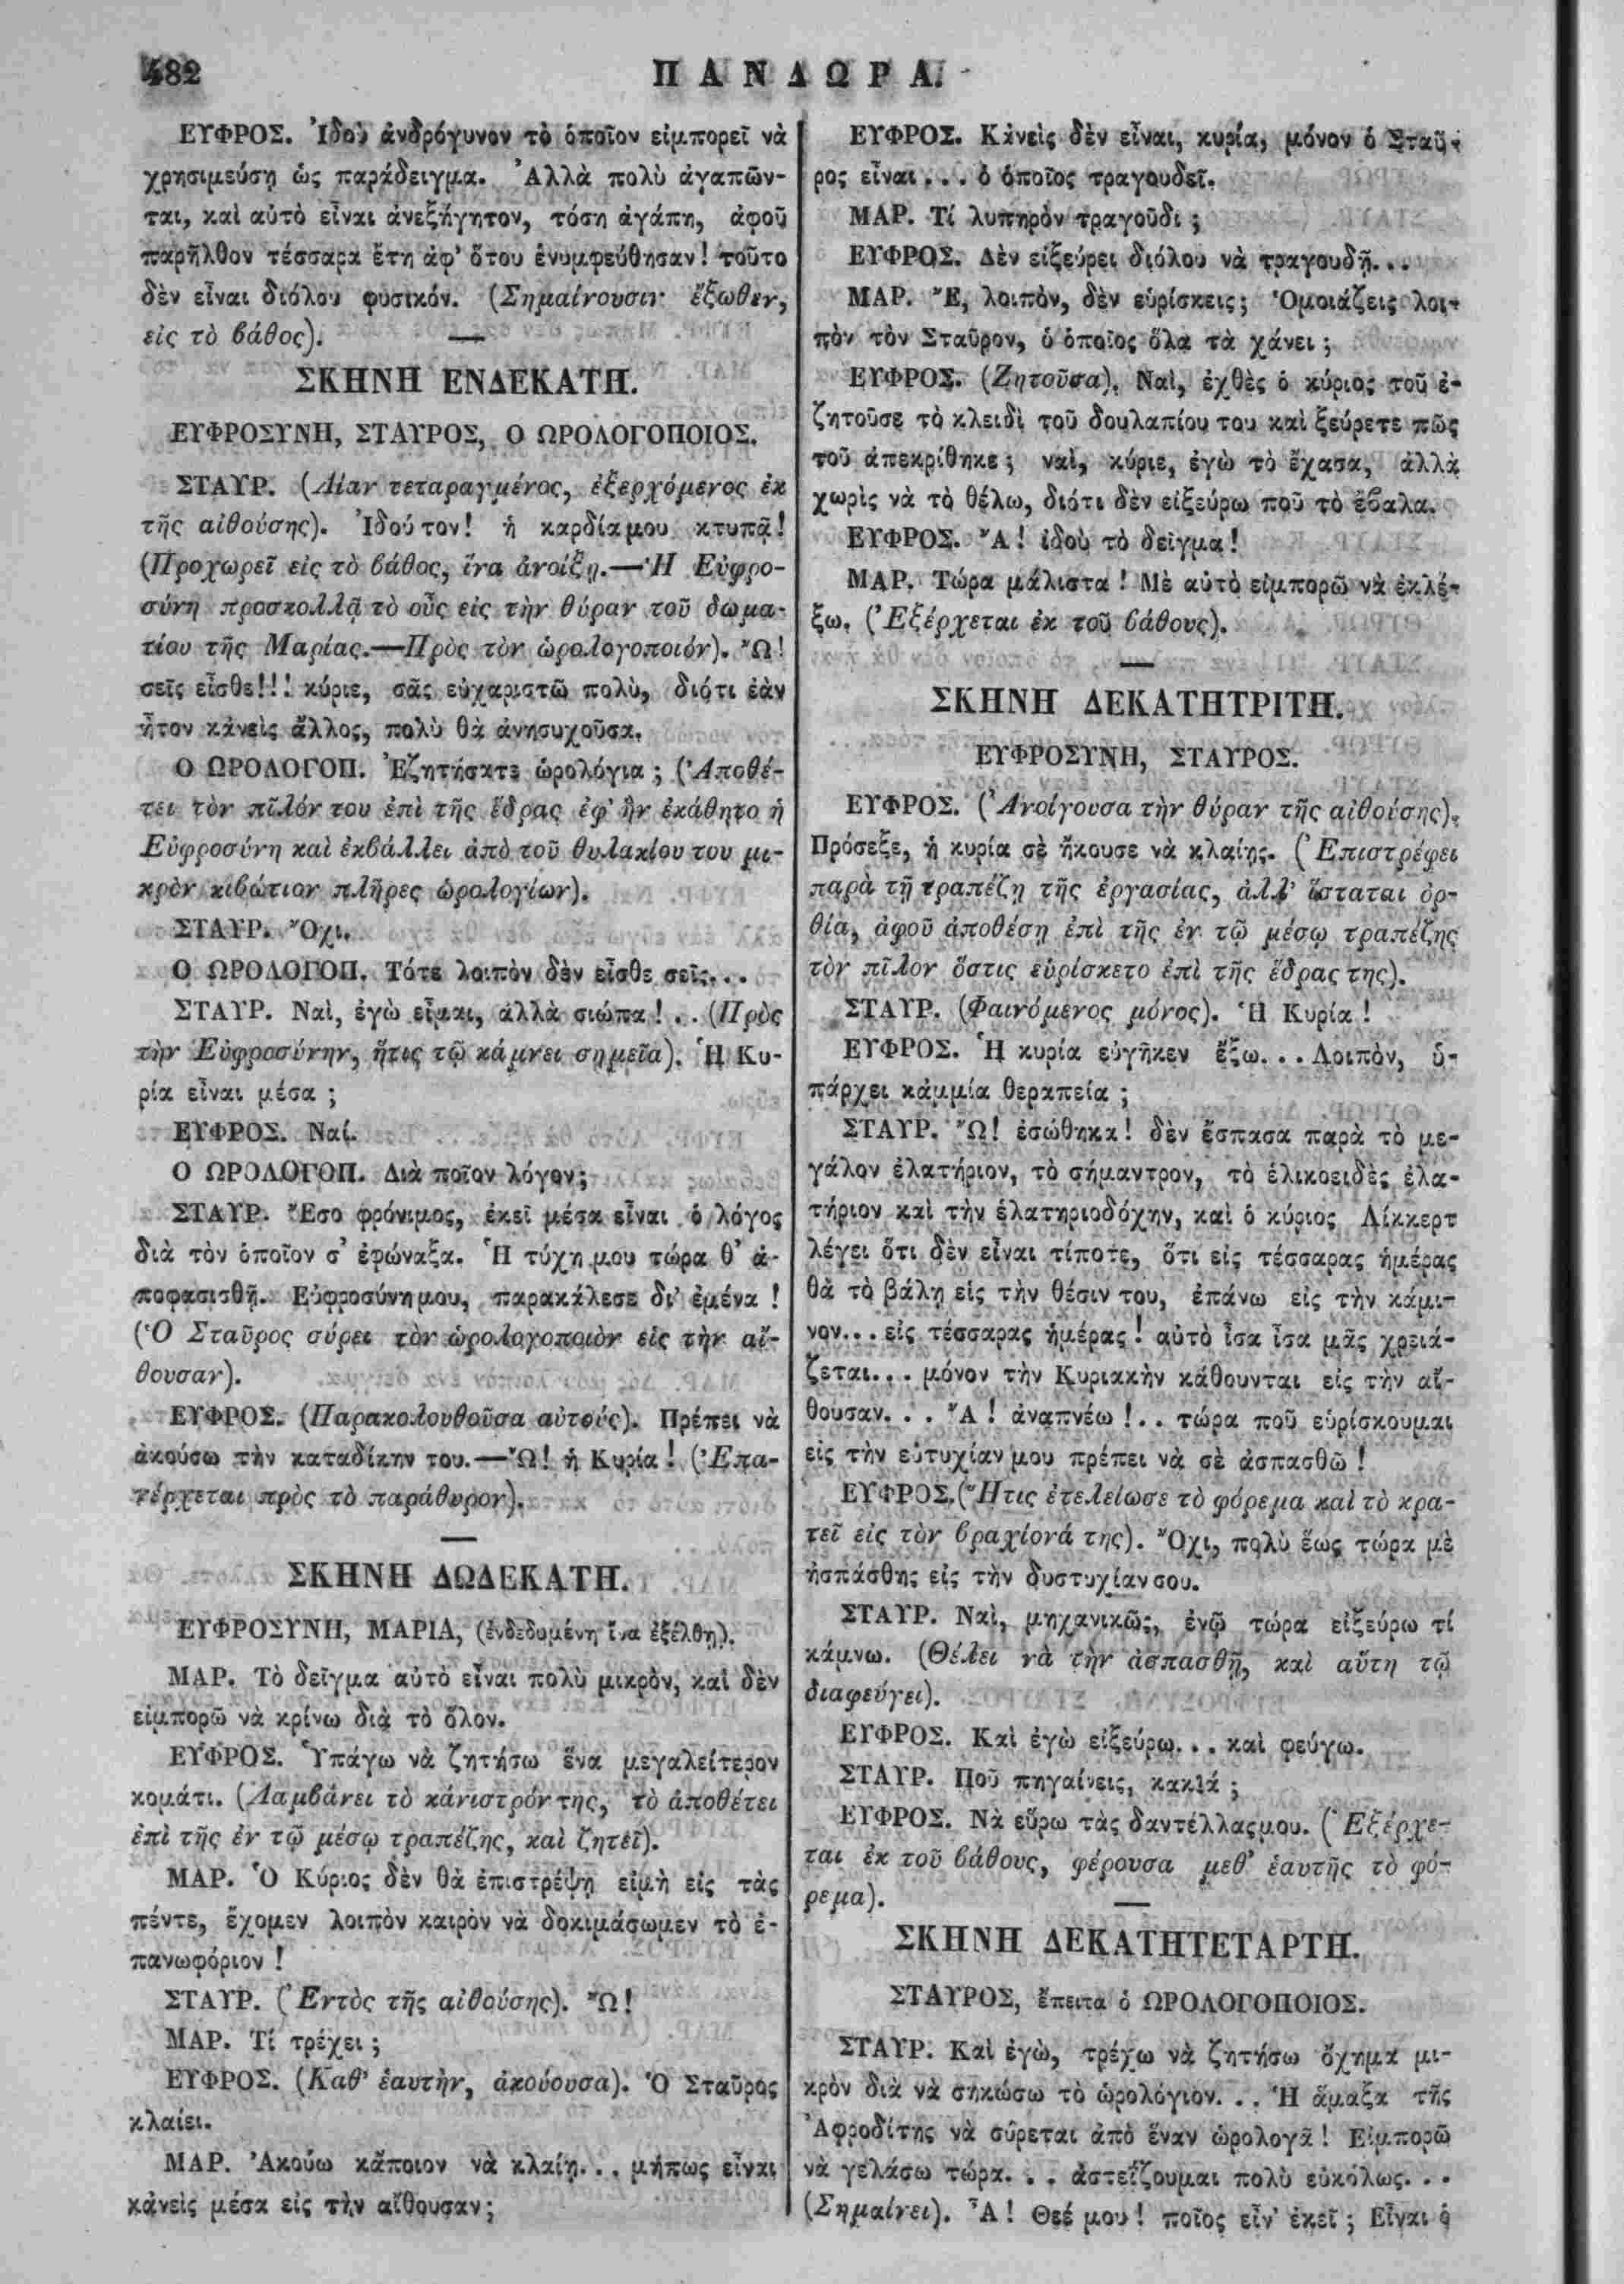 482
ΠΑΝΔΩΡΑ.
ΕΥΦΡΟΣ. Ἰδοὺ ἀνδρόγυνον τὸ ὁποῖον εἰμπορεῖ νὰ
χρησιμεύσῃ ὡς παράδειγμα. Ἀλλὰ πολὺ ἀγαπῶν-
ται, καὶ αὐτὸ εἶναι ἀνεξήγητον, τόση ἀγάπη, ἀφοῦ
παρῆλθον τέσσαρα ἔτη ἀφ’ ὅτου ἐνυμφεύθησαν! τοῦτο
δὲν εἶναι διόλου φυσικόν. (Σημαίνουσιν ἔξωθεν,
εἰς τὸ βάθος).
ΣΚΗΝΗ ΕΝΔΕΚΑΤΗ.
ΕΥΦΡΟΣΥΝΗ, ΣΤΑΥΡΟΣ, Ο ΩΡΟΛΟΓΟΠΟΙΟΣ.
ΣΤΑΥΡ. (Λίαν τεταραγμένος, ἐξερχόμενος ἐκ
τῆς αἰθούσης). Ἰδού τον! ἡ καρδία μου κτυπᾷ!
(Προχωρεῖ εἰς τὸ βάθος, ἵνα ἀνοίξῃ.—Ἡ Εὐφρο-
σύνη προσκολλᾷ τὸ οὖς εἰς τὴν θύραν τοῦ δωμα-
τίου τῆς Μαρίας.—Πρὸς τὸν ὡρολογοποιόν). Ὢ!
σεῖς εἶσθε!!! κύριε, σᾶς εὐχαριστῶ πολὺ, διότι ἐὰν
ἦτον κἀνεὶς ἄλλος, πολὺ θὰ ἀνησυχοῦσα.
Ο ΩΡΟΛΟΓΟΠ. Ἐζητήσατε ὡρολόγια; (Ἀποθέ-
τει τὸν πῖλόν του ἐπὶ τῆς ἕδρας ἐφ’ ἣν ἐκάθητο ἡ
Εὐφροσύνη καὶ ἐκβάλλει ἀπὸ τοῦ θυλακίου του μι-
κρὸν κιβώτιον πλῆρες ὡρολογίων).
ΣΤΑΥΡ. Ὄχι.
Ο ΩΡΟΛΟΓΟΠ. Τότε λοιπὸν δὲν εἶσθε σεῖς...
ΣΤΑΥΡ. Ναὶ, ἐγὼ εἶμαι, ἀλλὰ σιώπα!.. (Πρὸς
τὴν Εὐφροσύνην, ἥτις τῷ κάμνει σημεῖα). Ἡ Κυ-
ρία εἶναι μέσα;
ΕΥΦΡΟΣ. Ναί.
Ο ΩΡΟΛΟΓΟΠ. Διὰ ποῖον λόγον;
ΣΤΑΥΡ. Ἔσο φρόνιμος, ἐκεῖ μέσα εἶναι ὁ λόγος
διὰ τὸν ὁποῖον σ’ ἐφώναξα. Ἡ τύχη μου τώρα θ’ ἀ-
ποφασισθῇ. Εὐφροσύνη μου, παρακάλεσε δι’ ἐμένα!
(Ὁ Σταῦρος σύρει τὸν ὡρολογοποιὸν εἰς τὴν αἴ-
θουσαν).
ΕΥΦΡΟΣ. (Παρακολουθοῦσα αὐτούς). Πρέπει νὰ
ἀκούσω τὴν καταδίκην του.—Ὢ! ἡ Κυρία! (Ἐπα-
νέρχεται πρὸς τὸ παράθυρον).
ΣΚΗΝΗ ΔΩΔΕΚΑΤΗ.
ΕΥΦΡΟΣΥΝΗ, ΜΑΡΙΑ, (ἐνδεδυμένη ἵνα ἐξέλθῃ).
ΜΑΡ. Τὸ δεῖγμα αὐτὸ εἶναι πολὺ μικρὸν, καὶ δὲν
εἰμπορῶ νὰ κρίνω διὰ τὸ ὅλον.
ΕΥΦΡΟΣ. Ὑπάγω νὰ ζητήσω ἕνα μεγαλείτερον
κομάτι. (Λαμβάνει τὸ κάνιστρόν της, τὸ ἀποθέτει
ἐπὶ τῆς ἐν τῷ μέσῳ τραπέζης, καὶ ζητεῖ).
ΜΑΡ. Ὁ Κύριος δὲν θὰ ἐπιστρέψῃ εἰμὴ εἰς τὰς
πέντε, ἔχομεν λοιπὸν καιρὸν νὰ δοκιμάσωμεν τὸ ἐ-
πανωφόριον!
ΣΤΑΥΡ. (Ἐντὸς τῆς αἰθούσης). Ὢ!
ΜΑΡ. Τί τρέχει;
ΕΥΦΡΟΣ. (Καθ’ ἑαυτὴν, ἀκούουσα). Ὁ Σταῦρος
κλαίει.
ΜΑΡ. Ἀκούω κἄποιον νὰ κλαίῃ... μήπως εἶναι
κἀνεὶς μέσα εἰς τὴν αἴθουσαν;
ΕΥΦΡΟΣ. Κἀνεὶς δὲν εἶναι, κυρία, μόνον ὁ Σταῦ-
ρος εἶναι... ὁ ὁποῖος τραγουδεῖ.
ΜΑΡ. Τί λυπηρὸν τραγοῦδι;
ΕΥΦΡΟΣ. Δὲν εἰξεύρει διόλου νὰ τραγουδῇ...
ΜΑΡ. Ἔ, λοιπὸν, δὲν εὑρίσκεις; Ὁμοιάζεις λοι-
πὸν τὸν Σταῦρον, ὁ ὁποῖος ὅλα τὰ χάνει;
ΕΥΦΡΟΣ. (Ζητοῦσα). Ναὶ, ἐχθὲς ὁ κύριος τοῦ ἐ-
ζητοῦσε τὸ κλειδὶ τοῦ δουλαπίου του καὶ ξεύρετε πῶς
τοῦ ἀπεκρίθηκε; ναὶ, κύριε, ἐγὼ τὸ ἔχασα, ἀλλὰ
χωρὶς νὰ τὸ θέλω, διότι δὲν εἰξεύρω ποῦ τὸ ἔβαλα.
ΕΥΦΡΟΣ. Ἄ! ἰδοὺ τὸ δεῖγμα!
ΜΑΡ. Τώρα μάλιστα! Μὲ αὐτὸ εἰμπορῶ νὰ ἐκλέ-
ξω. (Ἐξέρχεται ἐκ τοῦ βάθους).
ΣΚΗΝΗ ΔΕΚΑΤΗΤΡΙΤΗ.
ΕΥΦΡΟΣΥΝΗ, ΣΤΑΥΡΟΣ.
ΕΥΦΡΟΣ. (Ἀνοίγουσα τὴν θύραν τῆς αἰθούσης).
Πρόσεξε, ἡ κυρία σὲ ἤκουσε νὰ κλαίῃς. (Ἐπιστρέφει
παρὰ τῇ τραπέζῃ τῆς ἐργασίας, ἀλλ’ ἵσταται ὀρ-
θία, ἀφοῦ ἀποθέσῃ ἐπὶ τῆς ἐν τῷ μέσῳ τραπέζης
τὸν πῖλον ὅστις εὑρίσκετο ἐπὶ τῆς ἕδρας της).
ΣΤΑΥΡ. (Φαινόμενος μόνος). Ἡ Κυρία!
ΕΥΦΡΟΣ. Ἡ κυρία εὐγῆκεν ἔξω... Λοιπὸν, ὑ-
πάρχει κἀμμία θεραπεία;
ΣΤΑΥΡ. Ὢ! ἐσώθηκα! δὲν ἔσπασα παρὰ τὸ με-
γάλον ἐλατήριον, τὸ σήμαντρον, τὸ ἑλικοειδὲς ἐλα-
τήριον καὶ τὴν ἐλατηριοδόχην, καὶ ὁ κύριος Λίκκερτ
λέγει ὅτι δὲν εἶναι τίποτε, ὅτι εἰς τέσσαρας ἡμέρας
θὰ τὸ βάλῃ εἰς τὴν θέσιν του, ἐπάνω εἰς τὴν κάμι-
νον... εἰς τέσσαρας ἡμέρας! αὐτὸ ἴσα ἴσα μᾶς χρειά-
ζεται... μόνον τὴν Κυριακὴν κάθουνται εἰς τὴν αἴ-
θουσαν... Ἄ! ἀναπνέω!.. τώρα ποῦ εὑρίσκουμαι
εἰς τὴν εὐτυχίαν μου πρέπει νὰ σὲ ἀσπασθῶ!
ΕΥΦΡΟΣ. (Ἥτις ἐτελείωσε τὸ φόρεμα καὶ τὸ κρα-
τεῖ εἰς τὸν βραχίονά της). Ὄχι, πολὺ ἕως τώρα μὲ
ἠσπάσθης εἰς τὴν δυστυχίαν σου.
ΣΤΑΥΡ. Ναὶ, μηχανικῶς, ἐνῷ τώρα εἰξεύρω τί
κάμνω. (Θέλει νὰ τὴν ἀσπασθῇ, καὶ αὕτη τῷ
διαφεύγει).
ΕΥΦΡΟΣ. Καὶ ἐγὼ εἰξεύρω... καὶ φεύγω.
ΣΤΑΥΡ. Ποῦ πηγαίνεις, κακιά;
ΕΥΦΡΟΣ. Νὰ εὕρω τὰς δαντέλλας μου. (Ἐξέρχε-
ται ἐκ τοῦ βάθους, φέρουσα μεθ’ ἑαυτῆς τὸ φό-
ρεμα).
ΣΚΗΝΗ ΔΕΚΑΤΗΤΕΤΑΡΤΗ.
ΣΤΑΥΡΟΣ, ἔπειτα ὁ ΩΡΟΛΟΓΟΠΟΙΟΣ.
ΣΤΑΥΡ. Καὶ ἐγὼ, τρέχω νὰ ζητήσω ὄχημα μι-
κρὸν διὰ νὰ σηκώσω τὸ ὡρολόγιον... Ἡ ἅμαξα τῆς
Ἀφροδίτης νὰ σύρεται ἀπὸ ἕναν ὡρολογᾶ! Εἰμπορῶ
νὰ γελάσω τώρα... ἀστεΐζουμαι πολὺ εὐκόλως...
(Σημαίνει). Ἆ! Θεέ μου! ποῖος εἶν’ ἐκεῖ; Εἶναι ὁ